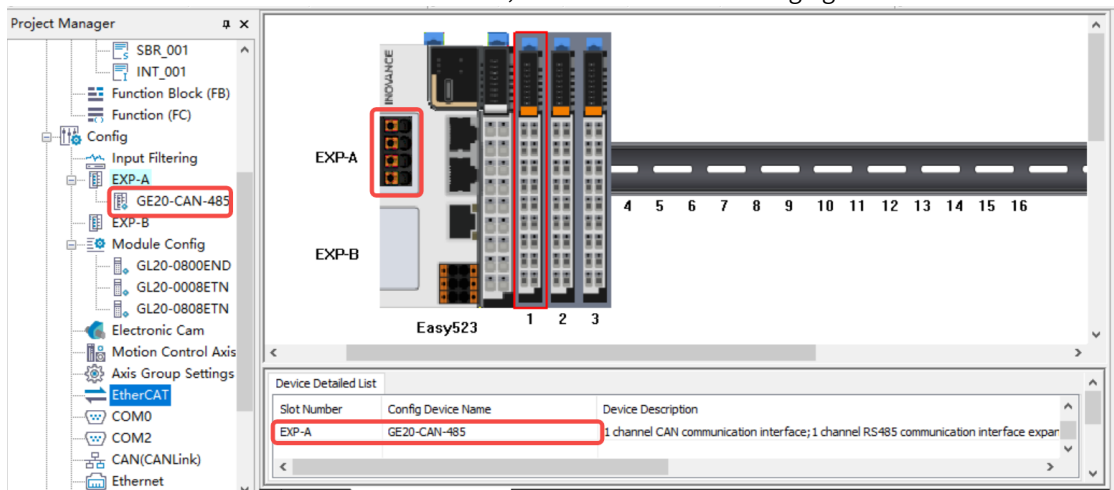 Project Manager
SBR_001
INT_001
Function Block (FB)
Function (FC)
Config
Input Filtering
EXP-A
GE20-CAN-485
EXP-B
Module Config
GL20-0800END
GL20-0008ETN
GL20-0808ETN
Electronic Cam
Motion Control Axis
Axis Group Settings
EtherCAT
COM0
COM2
CAN(CANLink)
Ethernet
INOVANCE
EXP-A
EXP-B
Easy523
1 2 3
4 5 6 7 8 9 10 11 12 13 14 15 16
Device Detailed List
Slot Number Config Device Name Device Description
EXP-A GE20-CAN-485 1 channel CAN communication interface;1 channel RS485 communication interface expan